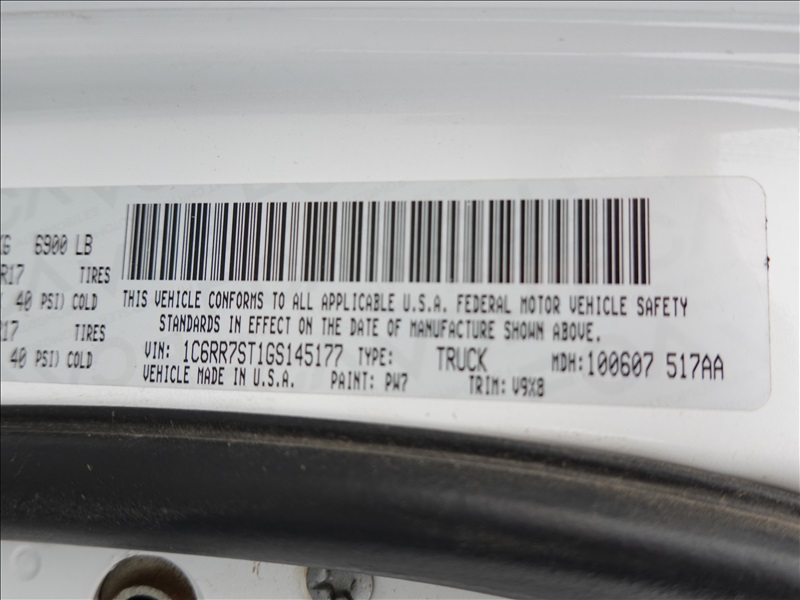 KG 6900 LB
R17 TIRES
40 PSI) COLD
R17 TIRES
40 PSI) COLD
THIS VEHICLE CONFORMS TO ALL APPLICABLE U.S.A. FEDERAL MOTOR VEHICLE SAFETY
STANDARDS IN EFFECT ON THE DATE OF MANUFACTURE SHOWN ABOVE.
VIN: 1C6RR7ST1GS145177 TYPE: TRUCK MDH:100607 517AA
VEHICLE MADE IN U.S.A. PAINT: PW7 TRIM: V9X8